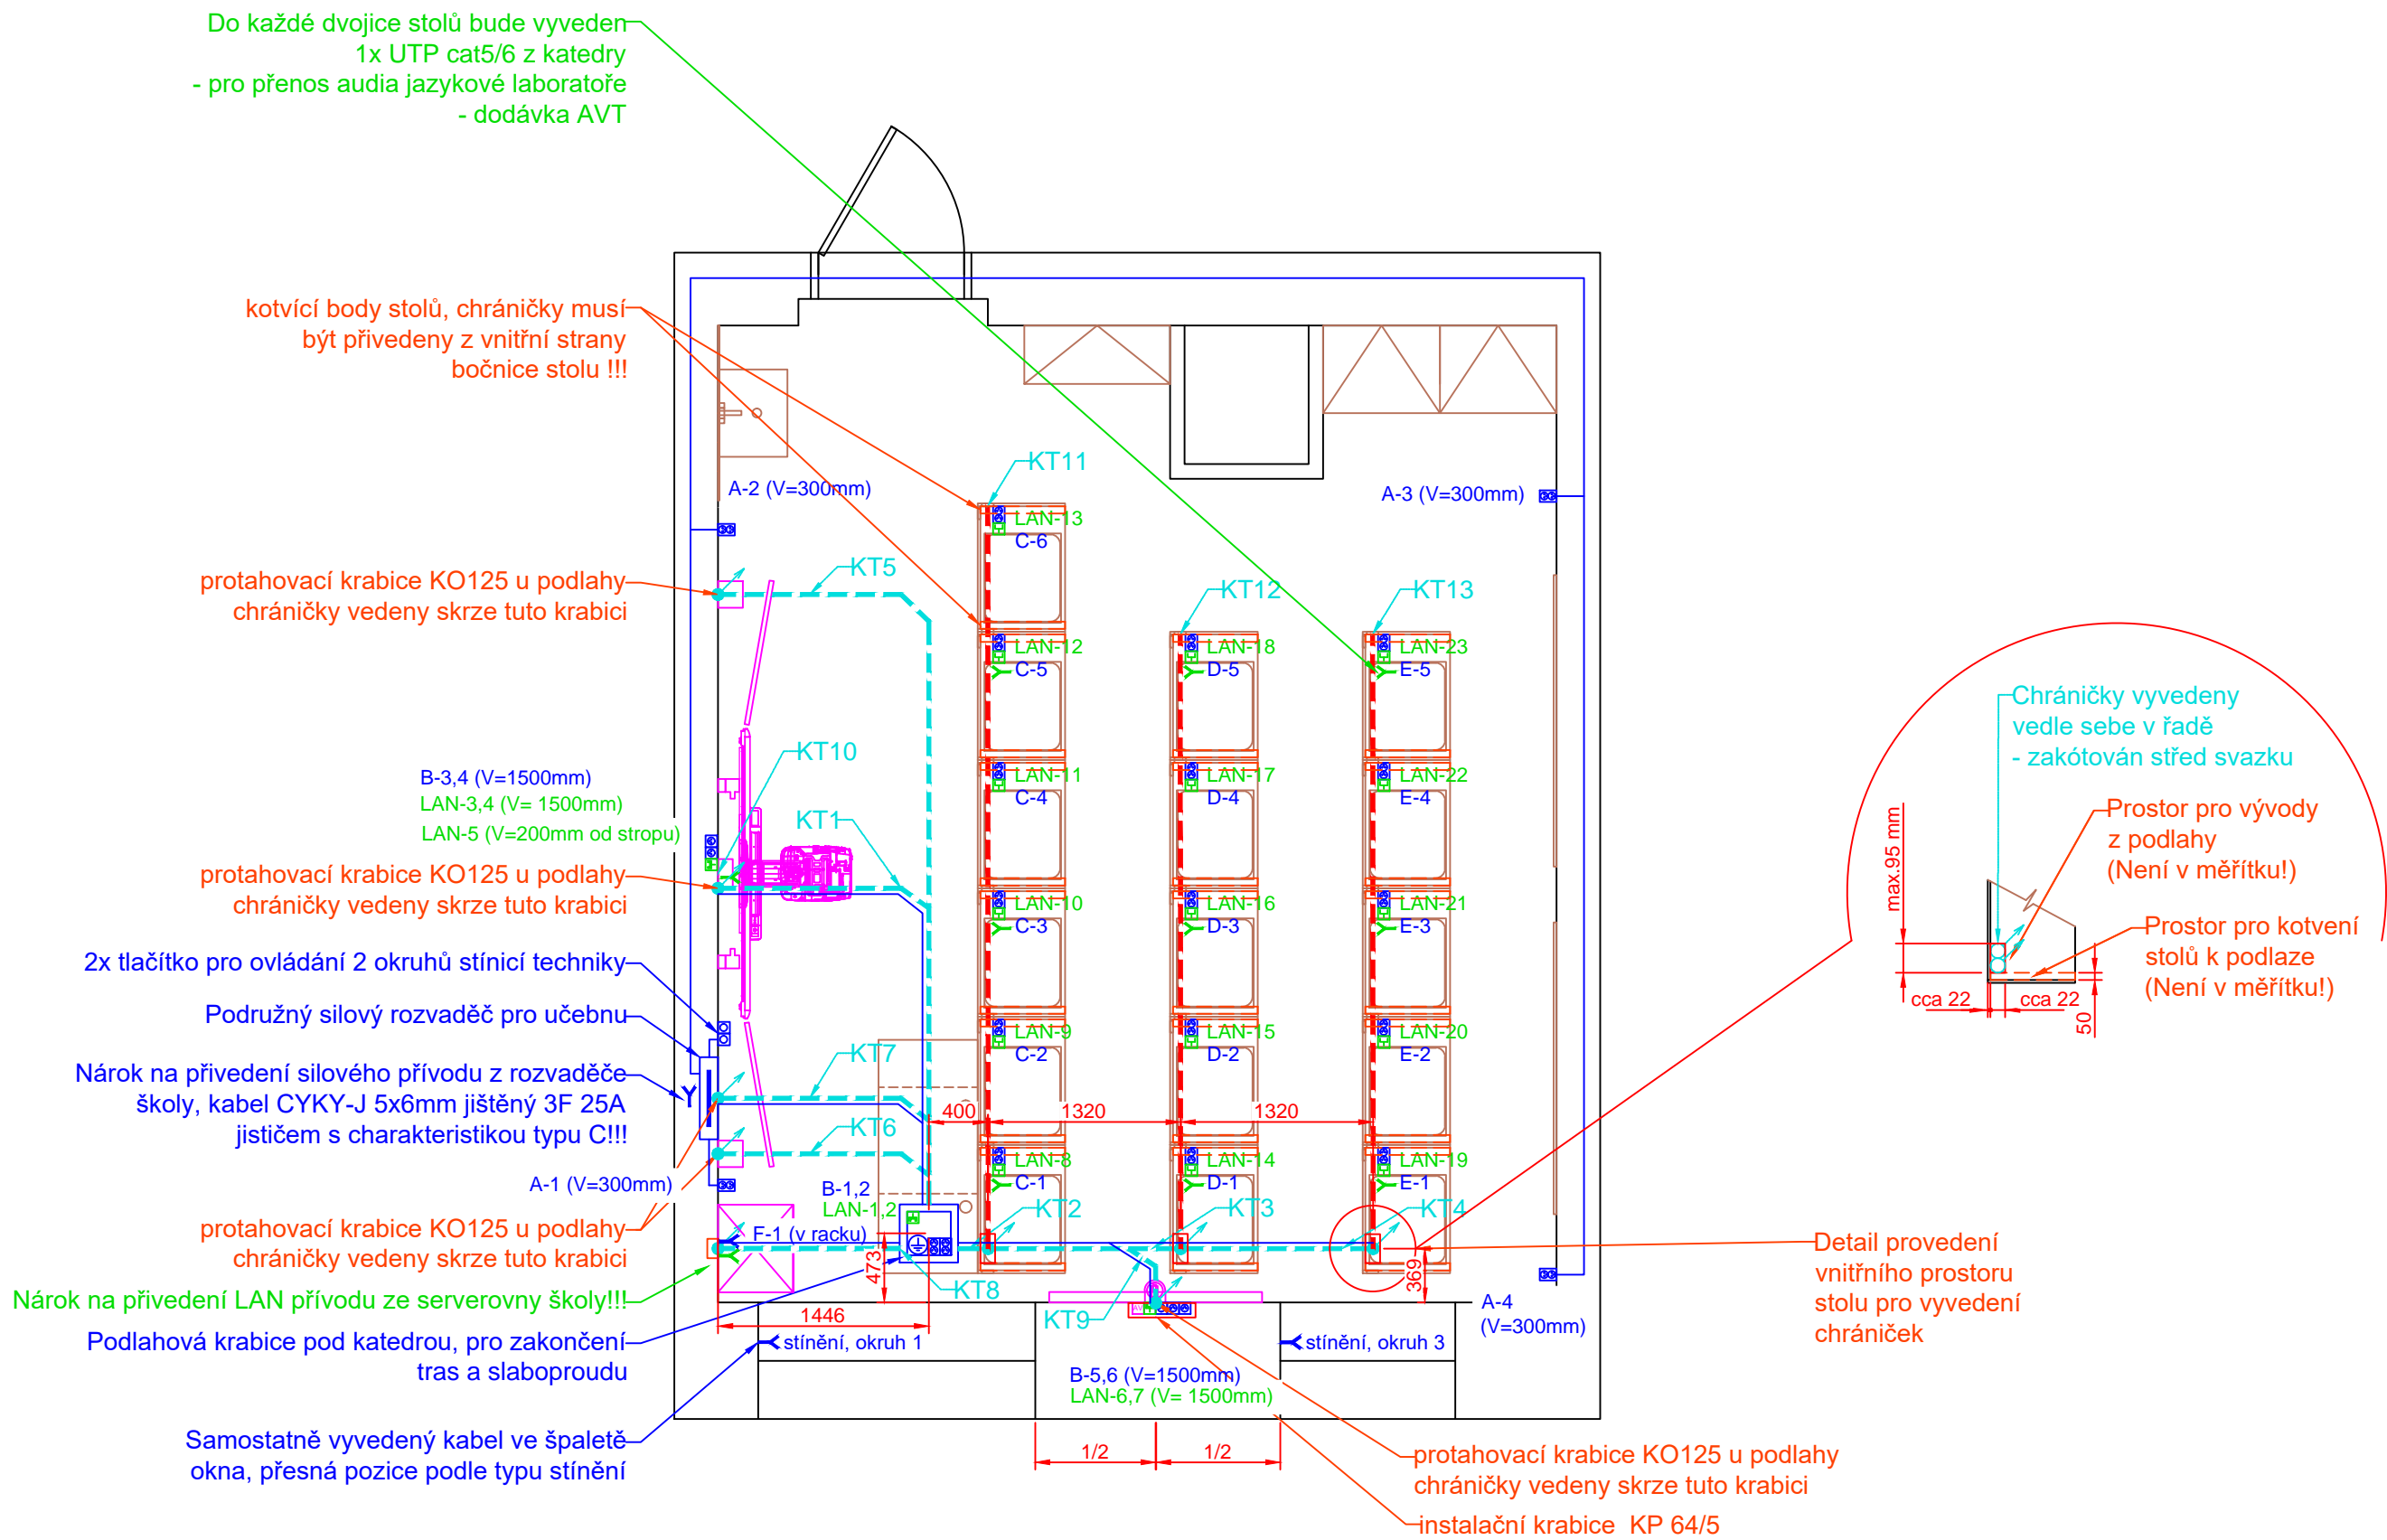 Do každé dvojice stolů bude vyveden
1x UTP cat5/6 z katedry
- pro přenos audia jazykové laboratoře
- dodávka AVT
kotvící body stolů, chráničky musí
být přivedeny z vnitřní strany
bočnice stolu !!!
protahovací krabice KO125 u podlahy
chráničky vedeny skrze tuto krabici
B-3,4 (V=1500mm)
LAN-3,4 (V= 1500mm)
LAN-5 (V=200mm od stropu)
protahovací krabice KO125 u podlahy
chráničky vedeny skrze tuto krabici
2x tlačítko pro ovládání 2 okruhů stínicí techniky
Podružný silový rozvaděč pro učebnu
Nárok na přivedení silového přívodu z rozvaděče
školy, kabel CYKY-J 5x6mm jištěný 3F 25A
jističem s charakteristikou typu C!!!
A-1 (V=300mm)
protahovací krabice KO125 u podlahy
chráničky vedeny skrze tuto krabici
Nárok na přivedení LAN přívodu ze serverovny školy!!!
Podlahová krabice pod katedrou, pro zakončení
tras a slaboproudu
Samostatně vyvedený kabel ve špaletě
okna, přesná pozice podle typu stínění
A-2 (V=300mm)
A-3 (V=300mm)
KT11
LAN-13
C-6
KT5
KT12
KT13
LAN-12
C-5
LAN-18
D-5
LAN-23
E-5
KT10
LAN-11
C-4
LAN-17
D-4
LAN-22
E-4
KT1
LAN-10
C-3
LAN-16
D-3
LAN-21
E-3
LAN-9
C-2
LAN-15
D-2
LAN-20
E-2
KT7
400
1320
1320
KT6
LAN-8
C-1
LAN-14
D-1
LAN-19
E-1
B-1,2
LAN-1,2
KT2
KT3
KT4
F-1 (v racku)
473
KT8
369
KT9
1446
A-4
(V=300mm)
stínění, okruh 1
stínění, okruh 3
B-5,6 (V=1500mm)
LAN-6,7 (V= 1500mm)
1/2
1/2
protahovací krabice KO125 u podlahy
chráničky vedeny skrze tuto krabici
instalační krabice KP 64/5
Chráničky vyvedeny
vedle sebe v řadě
- zakótován střed svazku
Prostor pro vývody
z podlahy
(Není v měřítku!)
max.95 mm
Prostor pro kotvení
stolů k podlaze
(Není v měřítku!)
cca 22
cca 22
50
Detail provedení
vnitřního prostoru
stolu pro vyvedení
chrániček